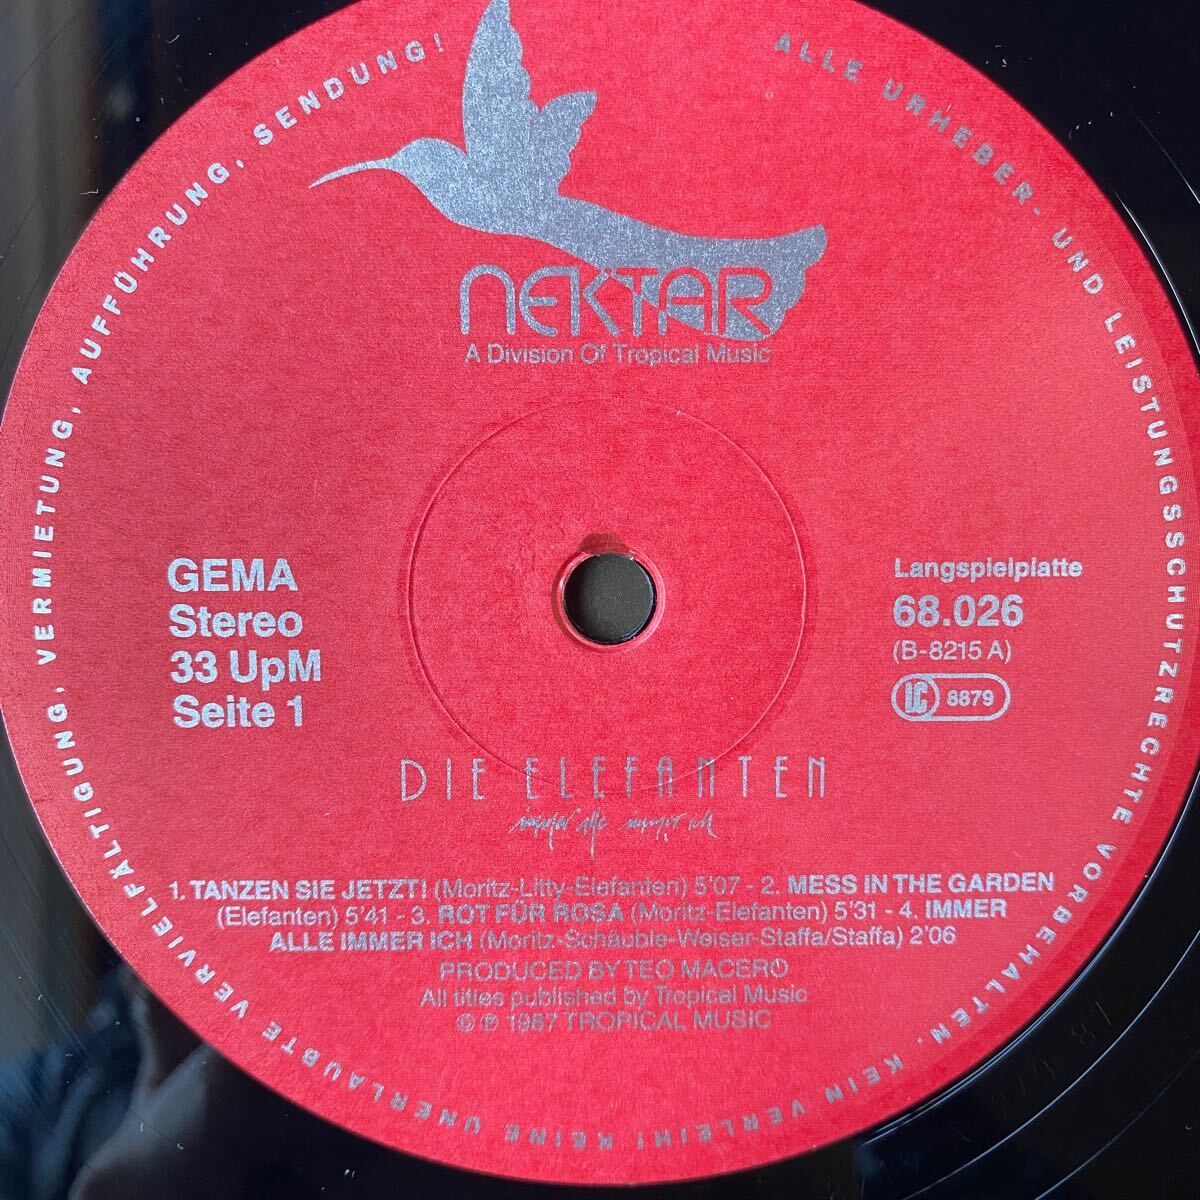 NEKTAR
A Division Of Tropical Music
GEMA
Stereo
33 UpM
Seite 1
Langspielplatte
68.026
(B-8215 A)
LC 8879
DIE ELEFANTEN
immer alle immer ich
1. TANZEN SIE JETZT! (Moritz-Litty-Elefanten) 5'07 - 2. MESS IN THE GARDEN
(Elefanten) 5'41 - 3. ROT FÜR ROSA (Moritz-Elefanten) 5'31 - 4. IMMER
ALLE IMMER ICH (Moritz-Schäuble-Weiser-Staffa/Staffa) 2'06
PRODUCED BY TEO MACERO
All titles published by Tropical Music
© ℗ 1987 TROPICAL MUSIC
ALLE URHEBER- UND LEISTUNGSSCHUTZRECHTE VORBEHALTEN. KEIN VERLEIH! KEINE UNERLAUBTE VERVIELFÄLTIGUNG, VERMIETUNG, AUFFÜHRUNG, SENDUNG!